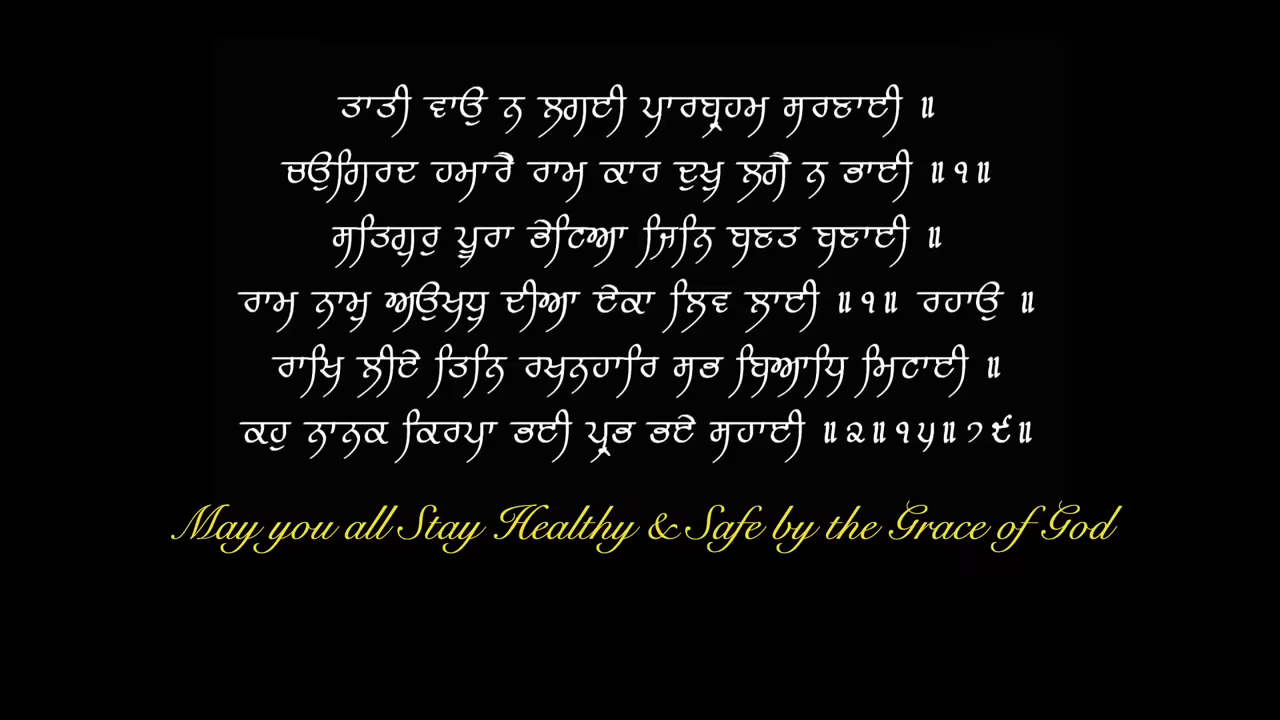 ਤਾਤੀ ਵਾਉ ਨ ਲਗਈ ਪਾਰਬ੍ਰਹਮ ਸਰਣਾਈ ॥
ਚਉਗਿਰਦ ਹਮਾਰੈ ਰਾਮ ਕਾਰ ਦੁਖੁ ਲਗੈ ਨ ਭਾਈ ॥੧॥
ਸਤਿਗੁਰੁ ਪੂਰਾ ਭੇਟਿਆ ਜਿਨਿ ਬਣਤ ਬਣਾਈ ॥
ਰਾਮ ਨਾਮੁ ਅਉਖਧੁ ਦੀਆ ਏਕਾ ਲਿਵ ਲਾਈ ॥੧॥ ਰਹਾਉ ॥
ਰਾਖਿ ਲੀਏ ਤਿਨਿ ਰਖਨਹਾਰਿ ਸਭ ਬਿਆਧਿ ਮਿਟਾਈ ॥
ਕਹੁ ਨਾਨਕ ਕਿਰਪਾ ਭਈ ਪ੍ਰਭ ਭਏ ਸਹਾਈ ॥੨॥੧੫॥੭੯॥
May you all Stay Healthy & Safe by the Grace of God